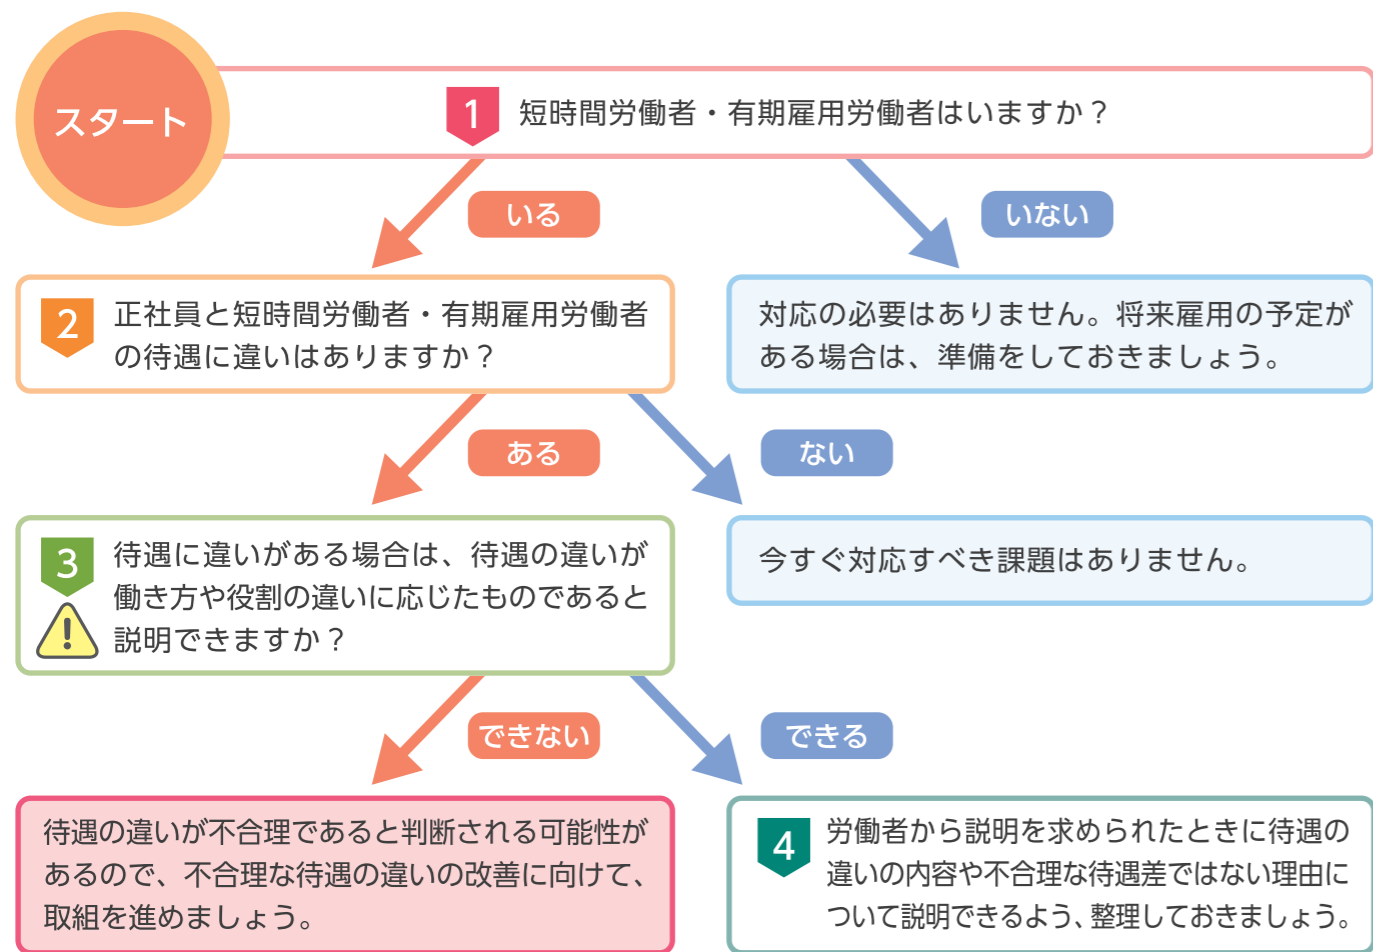 スタート
1 短時間労働者・有期雇用労働者はいますか？
いる
いない
2 正社員と短時間労働者・有期雇用労働者
の待遇に違いはありますか？
対応の必要はありません。将来雇用の予定が
ある場合は、準備をしておきましょう。
ある
ない
3 待遇に違いがある場合は、待遇の違いが
働き方や役割の違いに応じたものであると
説明できますか？
今すぐ対応すべき課題はありません。
できない
できる
待遇の違いが不合理であると判断される可能性が
あるので、不合理な待遇の違いの改善に向けて、
取組を進めましょう。
4 労働者から説明を求められたときに待遇の
違いの内容や不合理な待遇差ではない理由に
ついて説明できるよう、整理しておきましょう。